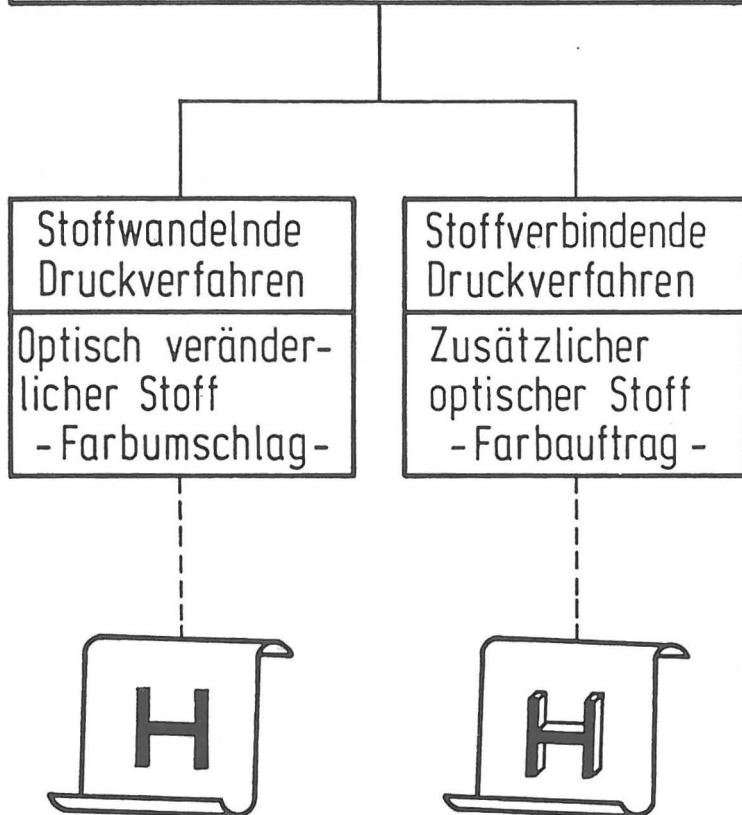 Stoffwandelnde
Druckverfahren
Optisch veränder-
licher Stoff
- Farbumschlag -
H
Stoffverbindende
Druckverfahren
Zusätzlicher
optischer Stoff
- Farbauftrag -
H